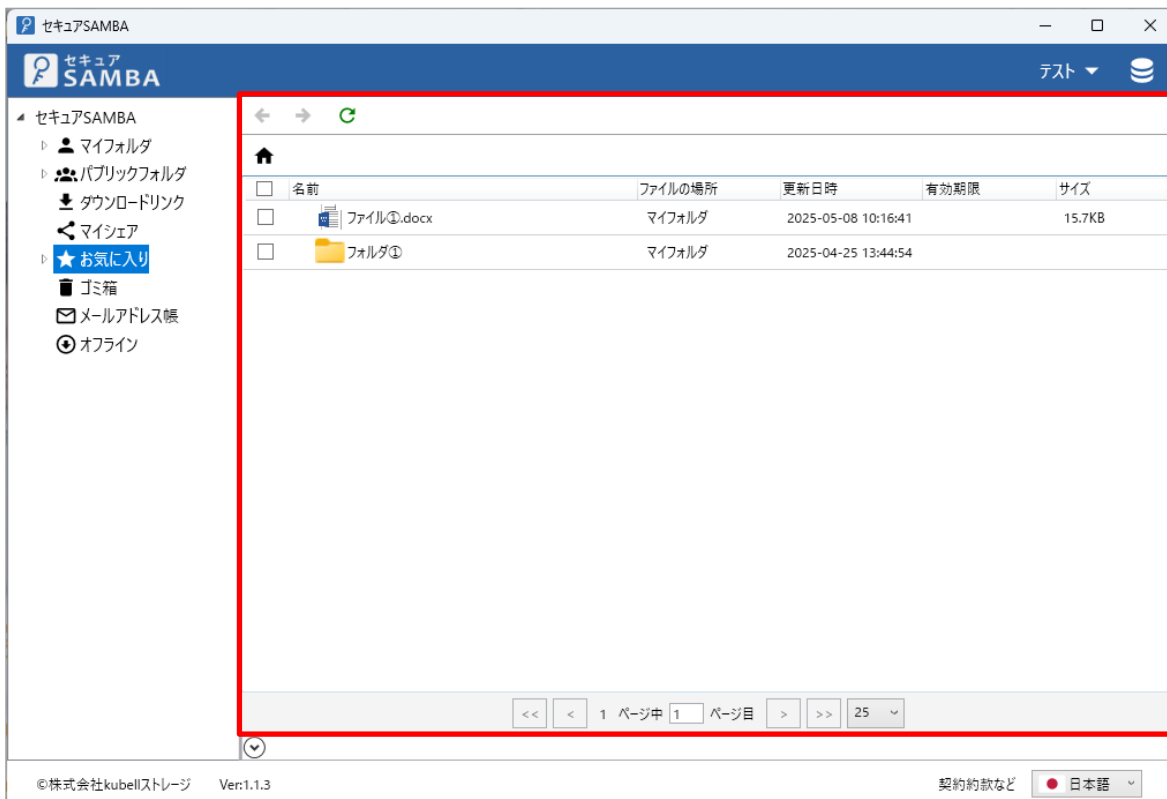 セキュアSAMBA
セキュア
SAMBA
テスト
セキュアSAMBA
マイフォルダ
パブリックフォルダ
ダウンロードリンク
マイシェア
お気に入り
ゴミ箱
メールアドレス帳
オフライン
名前 ファイルの場所 更新日時 有効期限 サイズ
ファイル①.docx マイフォルダ 2025-05-08 10:16:41 15.7KB
フォルダ① マイフォルダ 2025-04-25 13:44:54
<< < 1 ページ中 1 ページ目 > >> 25
©株式会社kubellストレージ Ver:1.1.3 契約約款など 日本語